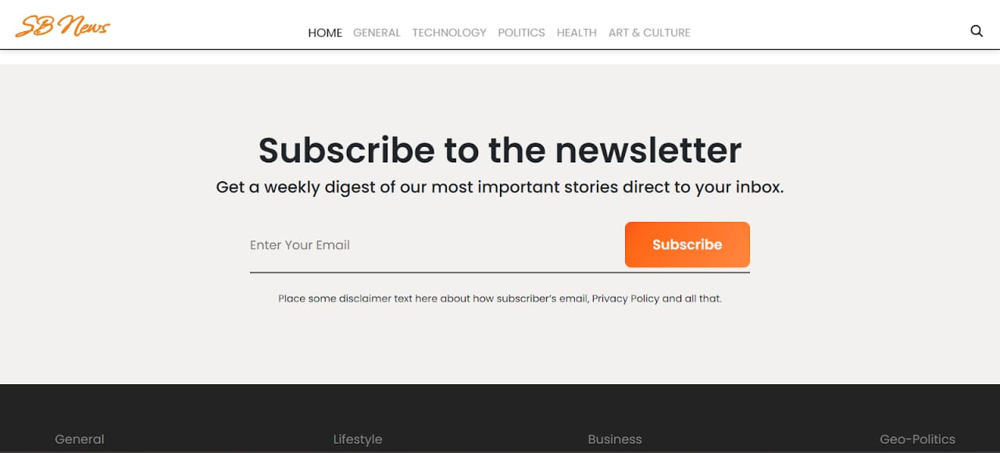 SB News
HOME GENERAL TECHNOLOGY POLITICS HEALTH ART & CULTURE
Subscribe to the newsletter
Get a weekly digest of our most important stories direct to your inbox.
Enter Your Email Subscribe
Place some disclaimer text here about how subscriber’s email, Privacy Policy and all that.
General Lifestyle Business Geo-Politics